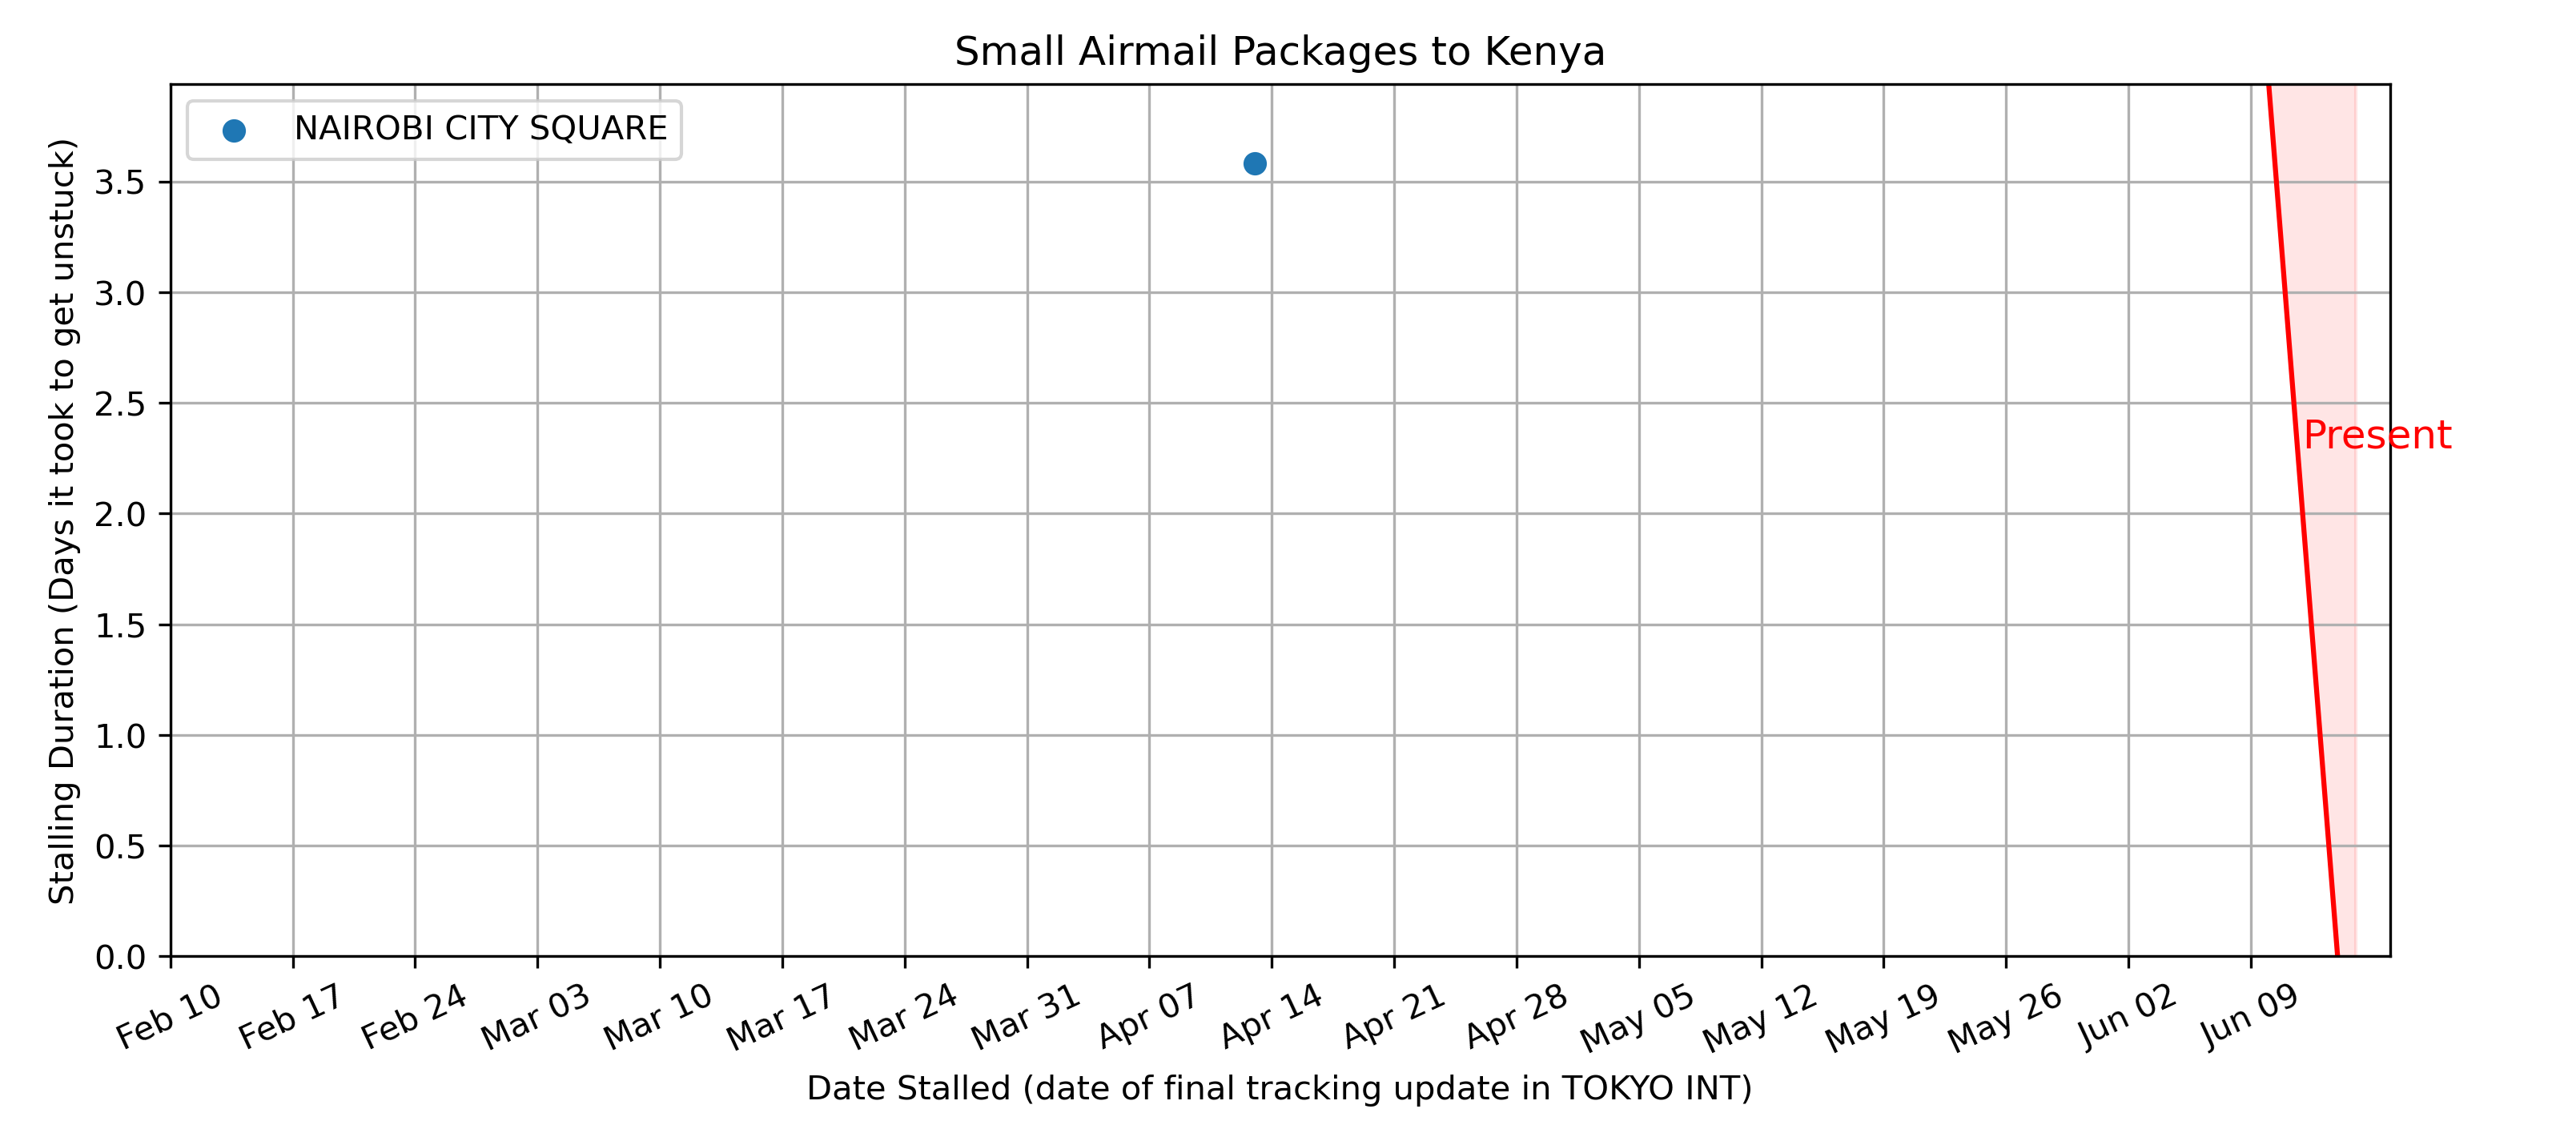 Small Airmail Packages to Kenya
NAIROBI CITY SQUARE
Stalling Duration (Days it took to get unstuck)
3.5
3.0
2.5
2.0
1.5
1.0
0.5
0.0
Present
Feb 10
Feb 17
Feb 24
Mar 03
Mar 10
Mar 17
Mar 24
Mar 31
Apr 07
Apr 14
Apr 21
Apr 28
May 05
May 12
May 19
May 26
Jun 02
Jun 09
Date Stalled (date of final tracking update in TOKYO INT)